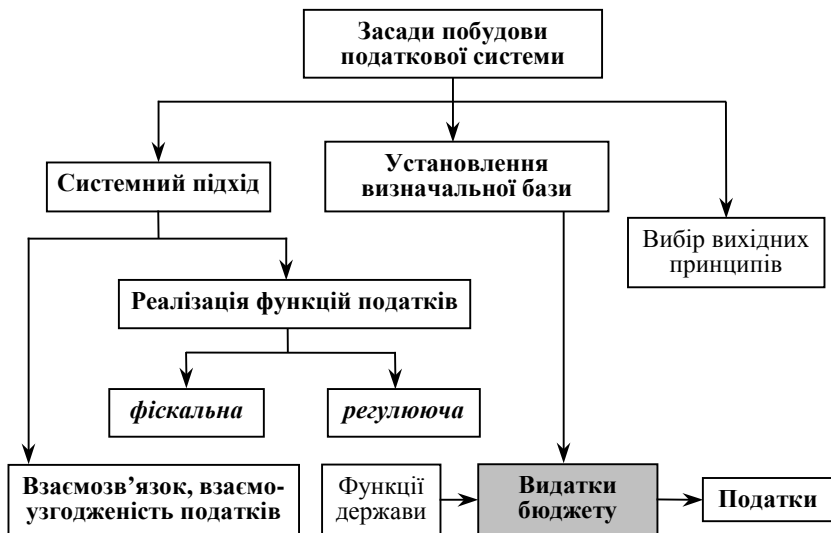 Засади побудови
податкової системи
Системний підхід
Установлення
визначальної бази
Вибір вихідних
принципів
Реалізація функцій податків
фіскальна
регулююча
Взаємозв’язок, взаємо-
узгодженість податків
Функції
держави
Видатки
бюджету
Податки